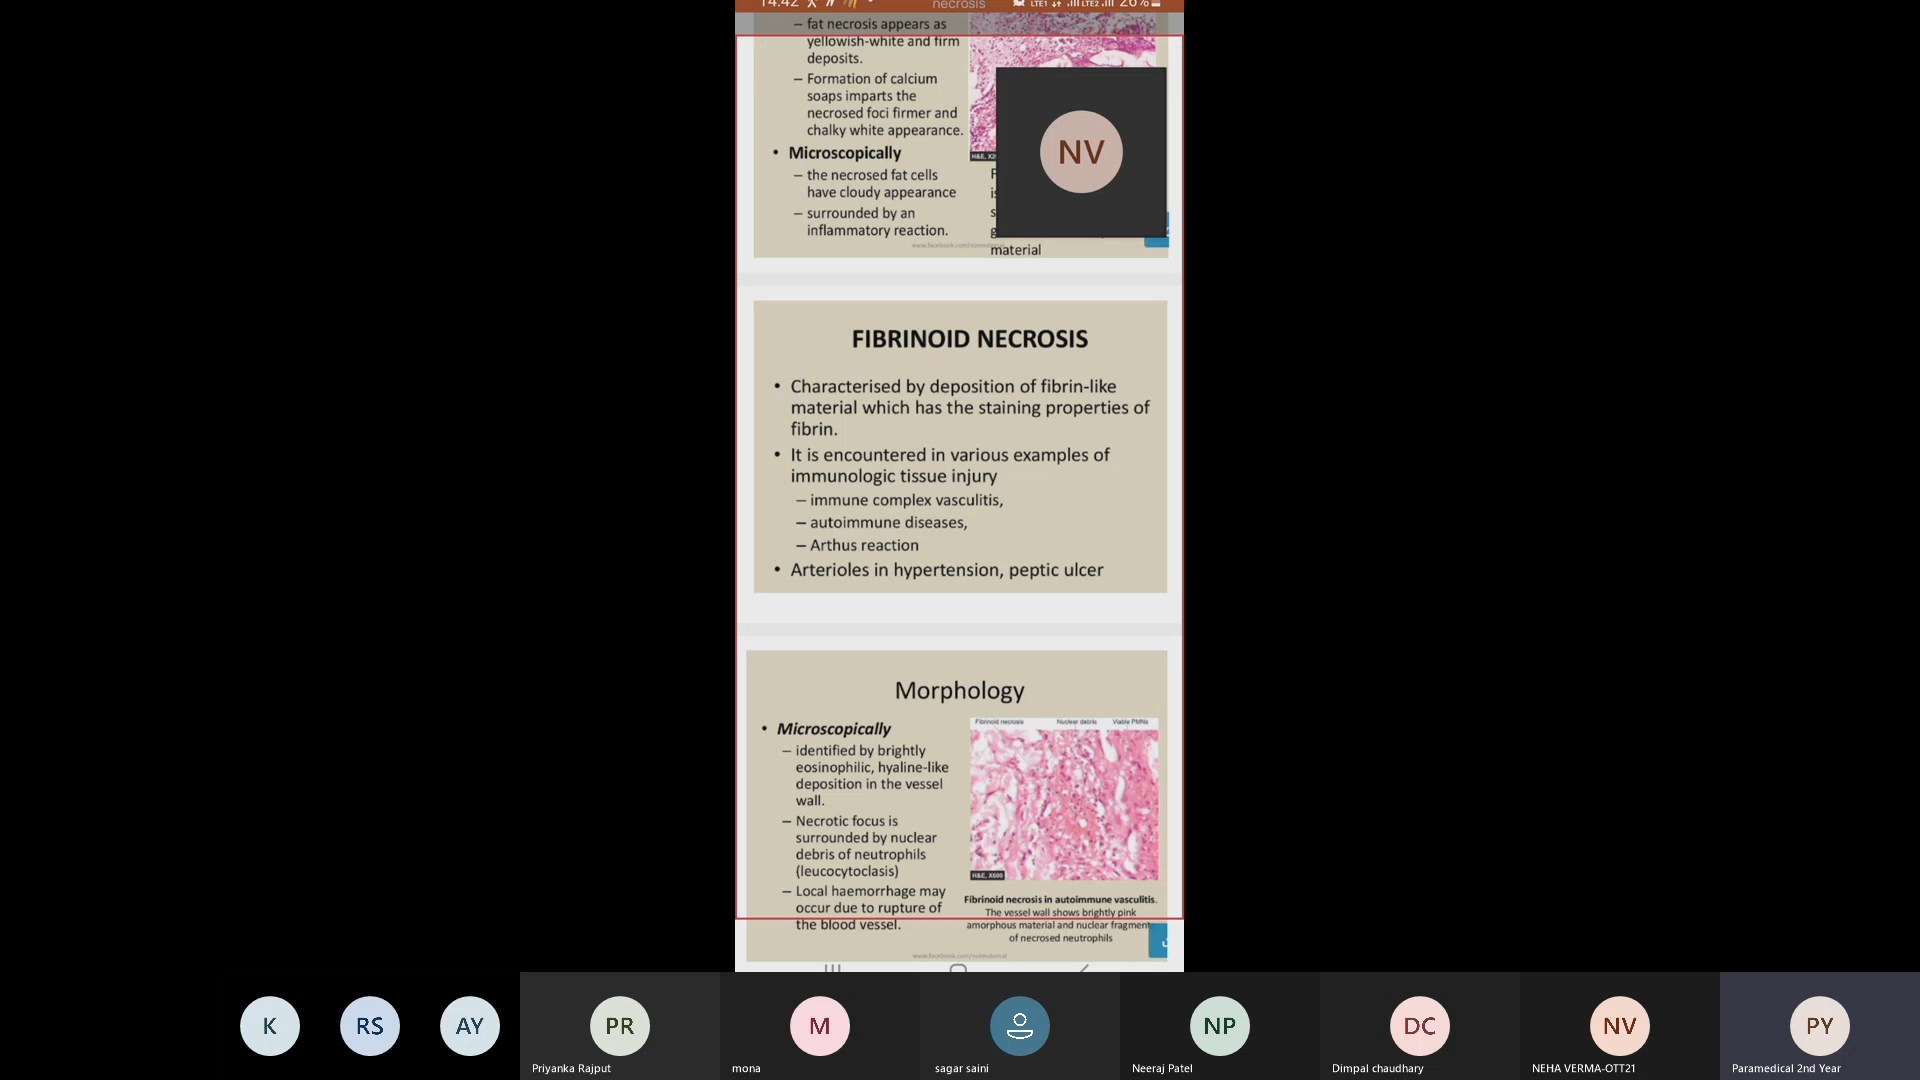 14:42
necrosis
LTE1 LTE2 26%
– fat necrosis appears as
yellowish-white and firm
deposits.
– Formation of calcium
soaps imparts the
necrosed foci firmer and
chalky white appearance.
• Microscopically
– the necrosed fat cells
have cloudy appearance
– surrounded by an
inflammatory reaction.
H&E, X
NV
material
FIBRINOID NECROSIS
• Characterised by deposition of fibrin-like
material which has the staining properties of
fibrin.
• It is encountered in various examples of
immunologic tissue injury
– immune complex vasculitis,
– autoimmune diseases,
– Arthus reaction
• Arterioles in hypertension, peptic ulcer
Morphology
• Microscopically
– identified by brightly
eosinophilic, hyaline-like
deposition in the vessel
wall.
– Necrotic focus is
surrounded by nuclear
debris of neutrophils
(leucocytoclasis)
– Local haemorrhage may
occur due to rupture of
the blood vessel.
Fibrinoid necrosis Nuclear debris Viable PMNs
H&E, X600
Fibrinoid necrosis in autoimmune vasculitis.
The vessel wall shows brightly pink
amorphous material and nuclear fragment
of necrosed neutrophils
K
RS
AY
PR
Priyanka Rajput
M
mona
sagar saini
NP
Neeraj Patel
DC
Dimpal chaudhary
NV
NEHA VERMA-OTT21
PY
Paramedical 2nd Year